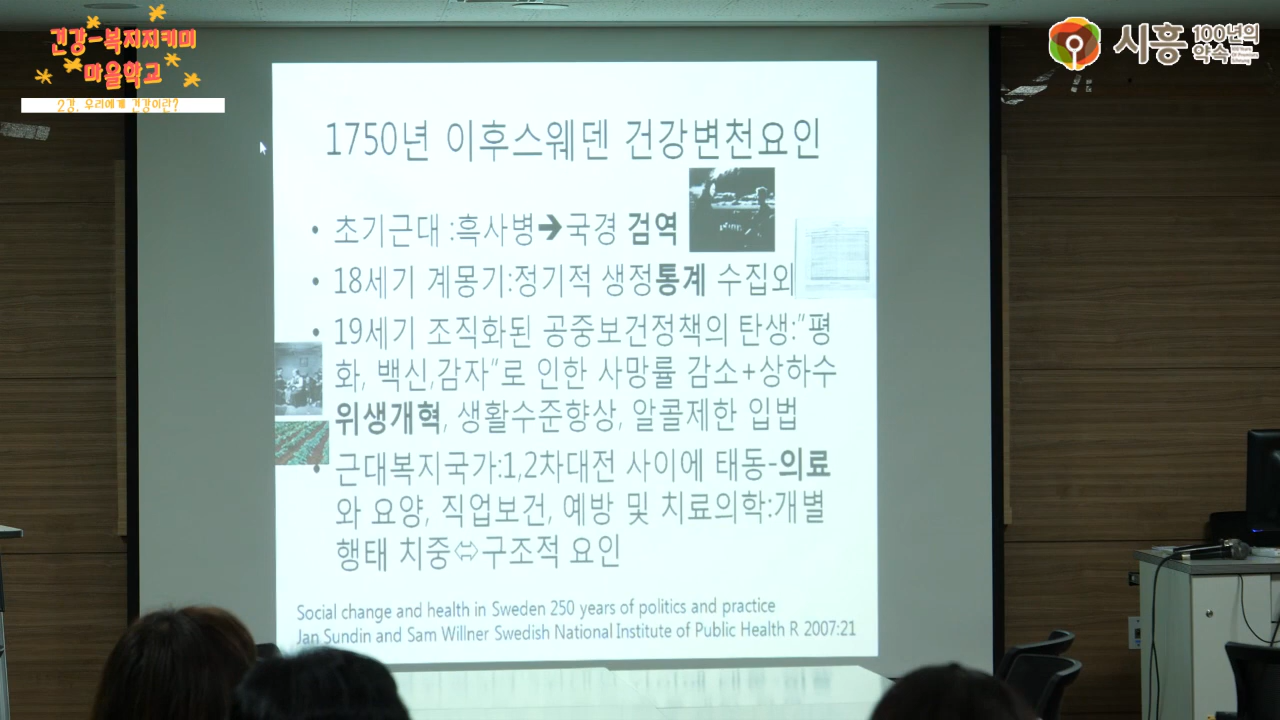 건강-복지지키미
마을학교
2강. 우리에게 건강이란?
시흥 100년의
약속
1750년 이후스웨덴 건강변천요인
• 초기근대 :흑사병➔국경 검역
• 18세기 계몽기:정기적 생정통계 수집외
• 19세기 조직화된 공중보건정책의 탄생:"평
화, 백신,감자"로 인한 사망률 감소+상하수
위생개혁, 생활수준향상, 알콜제한 입법
• 근대복지국가:1,2차대전 사이에 태동-의료
와 요양, 직업보건, 예방 및 치료의학:개별
행태 치중⇔구조적 요인
Social change and health in Sweden 250 years of politics and practice
Jan Sundin and Sam Willner Swedish National Institute of Public Health R 2007:21